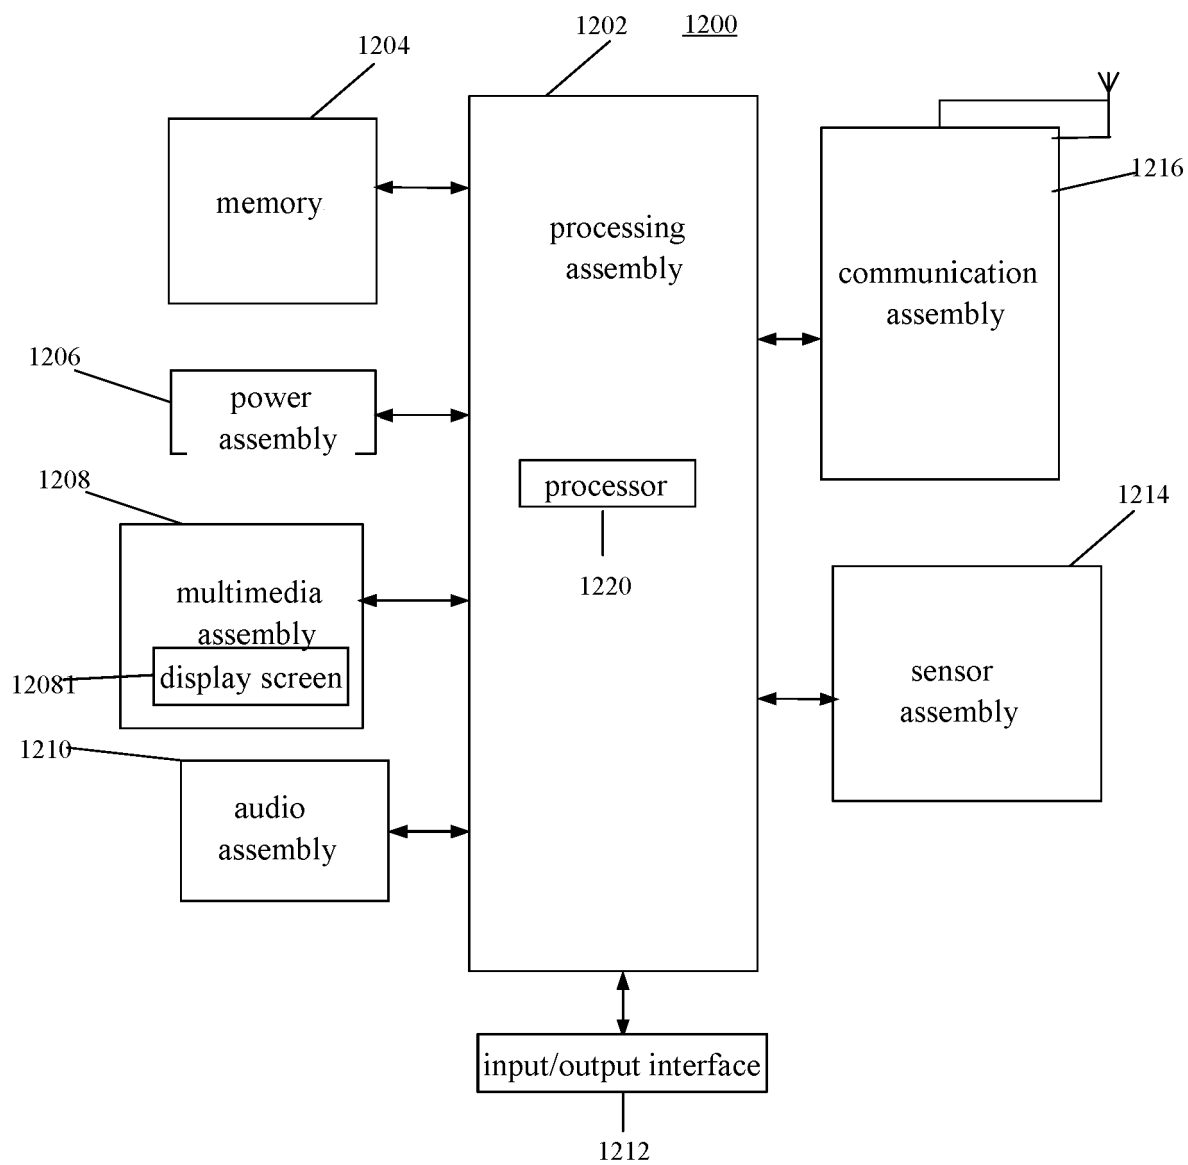 1202
1200
1204
memory
processing
assembly
1216
communication
assembly
1206
power
assembly
1208
processor
1220
1214
multimedia
assembly
display screen
12081
sensor
assembly
1210
audio
assembly
input/output interface
1212